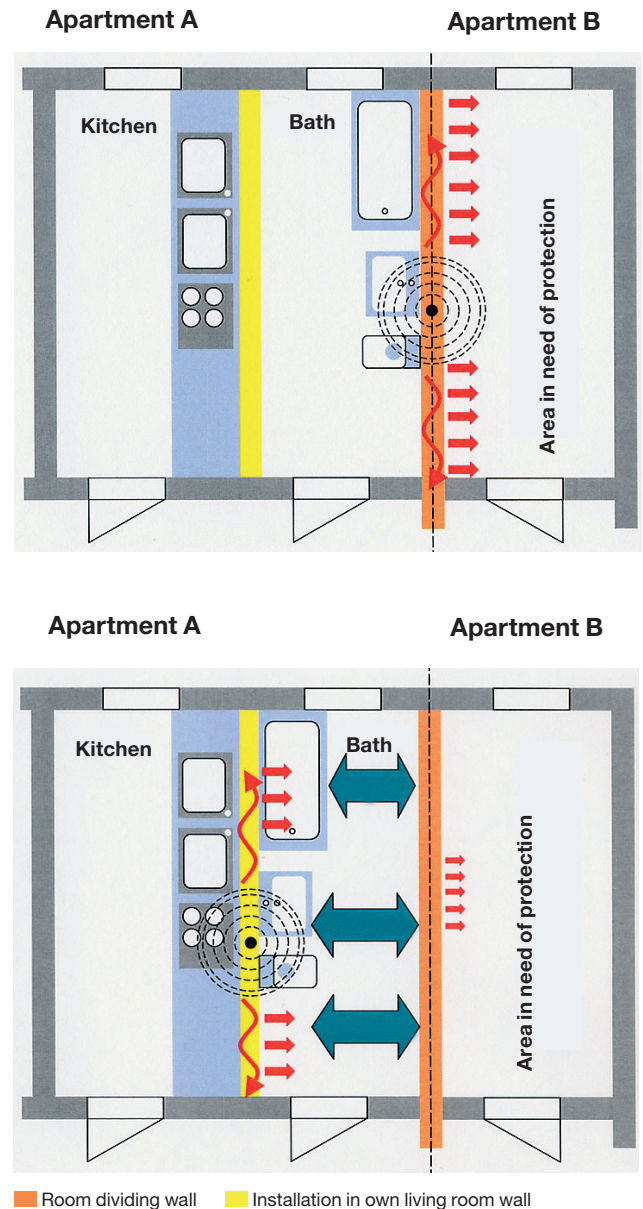 Apartment A
Apartment B
Kitchen
Bath
Area in need of protection
Apartment A
Apartment B
Kitchen
Bath
Area in need of protection
Room dividing wall
Installation in own living room wall